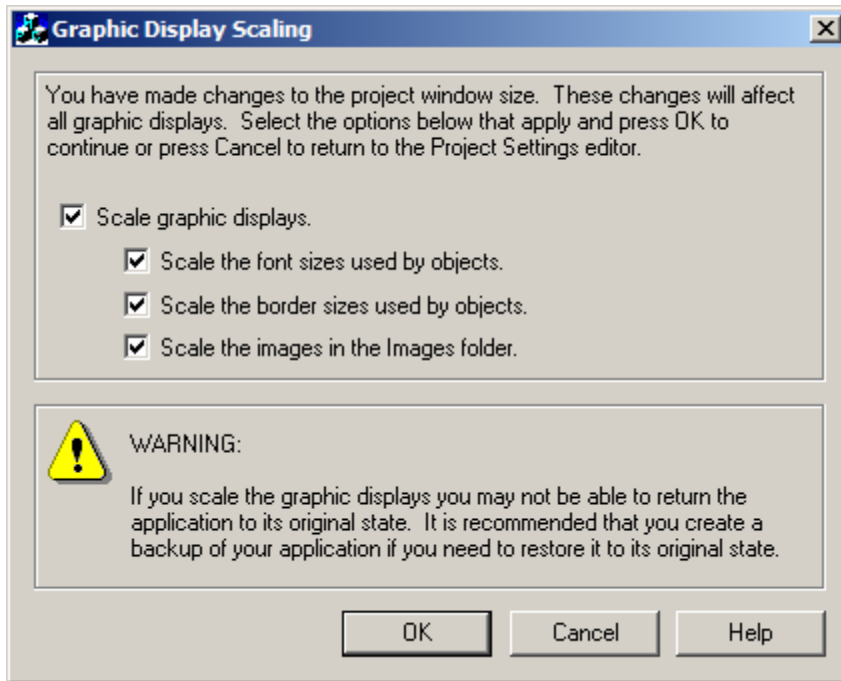 Graphic Display Scaling
You have made changes to the project window size.  These changes will affect
all graphic displays.  Select the options below that apply and press OK to
continue or press Cancel to return to the Project Settings editor.
Scale graphic displays.
Scale the font sizes used by objects.
Scale the border sizes used by objects.
Scale the images in the Images folder.
WARNING:
If you scale the graphic displays you may not be able to return the
application to its original state.  It is recommended that you create a
backup of your application if you need to restore it to its original state.
OK Cancel Help